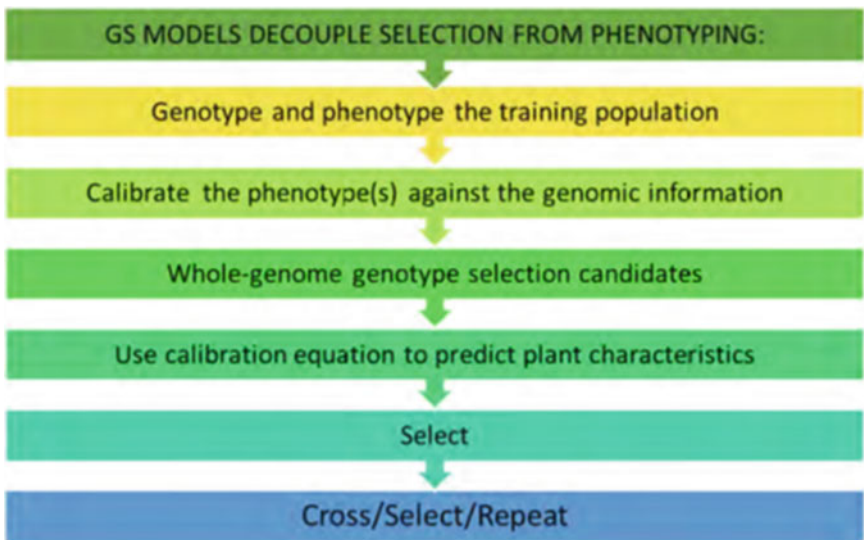 GS MODELS DECOUPLE SELECTION FROM PHENOTYPING:
Genotype and phenotype the training population
Calibrate the phenotype(s) against the genomic information
Whole-genome genotype selection candidates
Use calibration equation to predict plant characteristics
Select
Cross/Select/Repeat